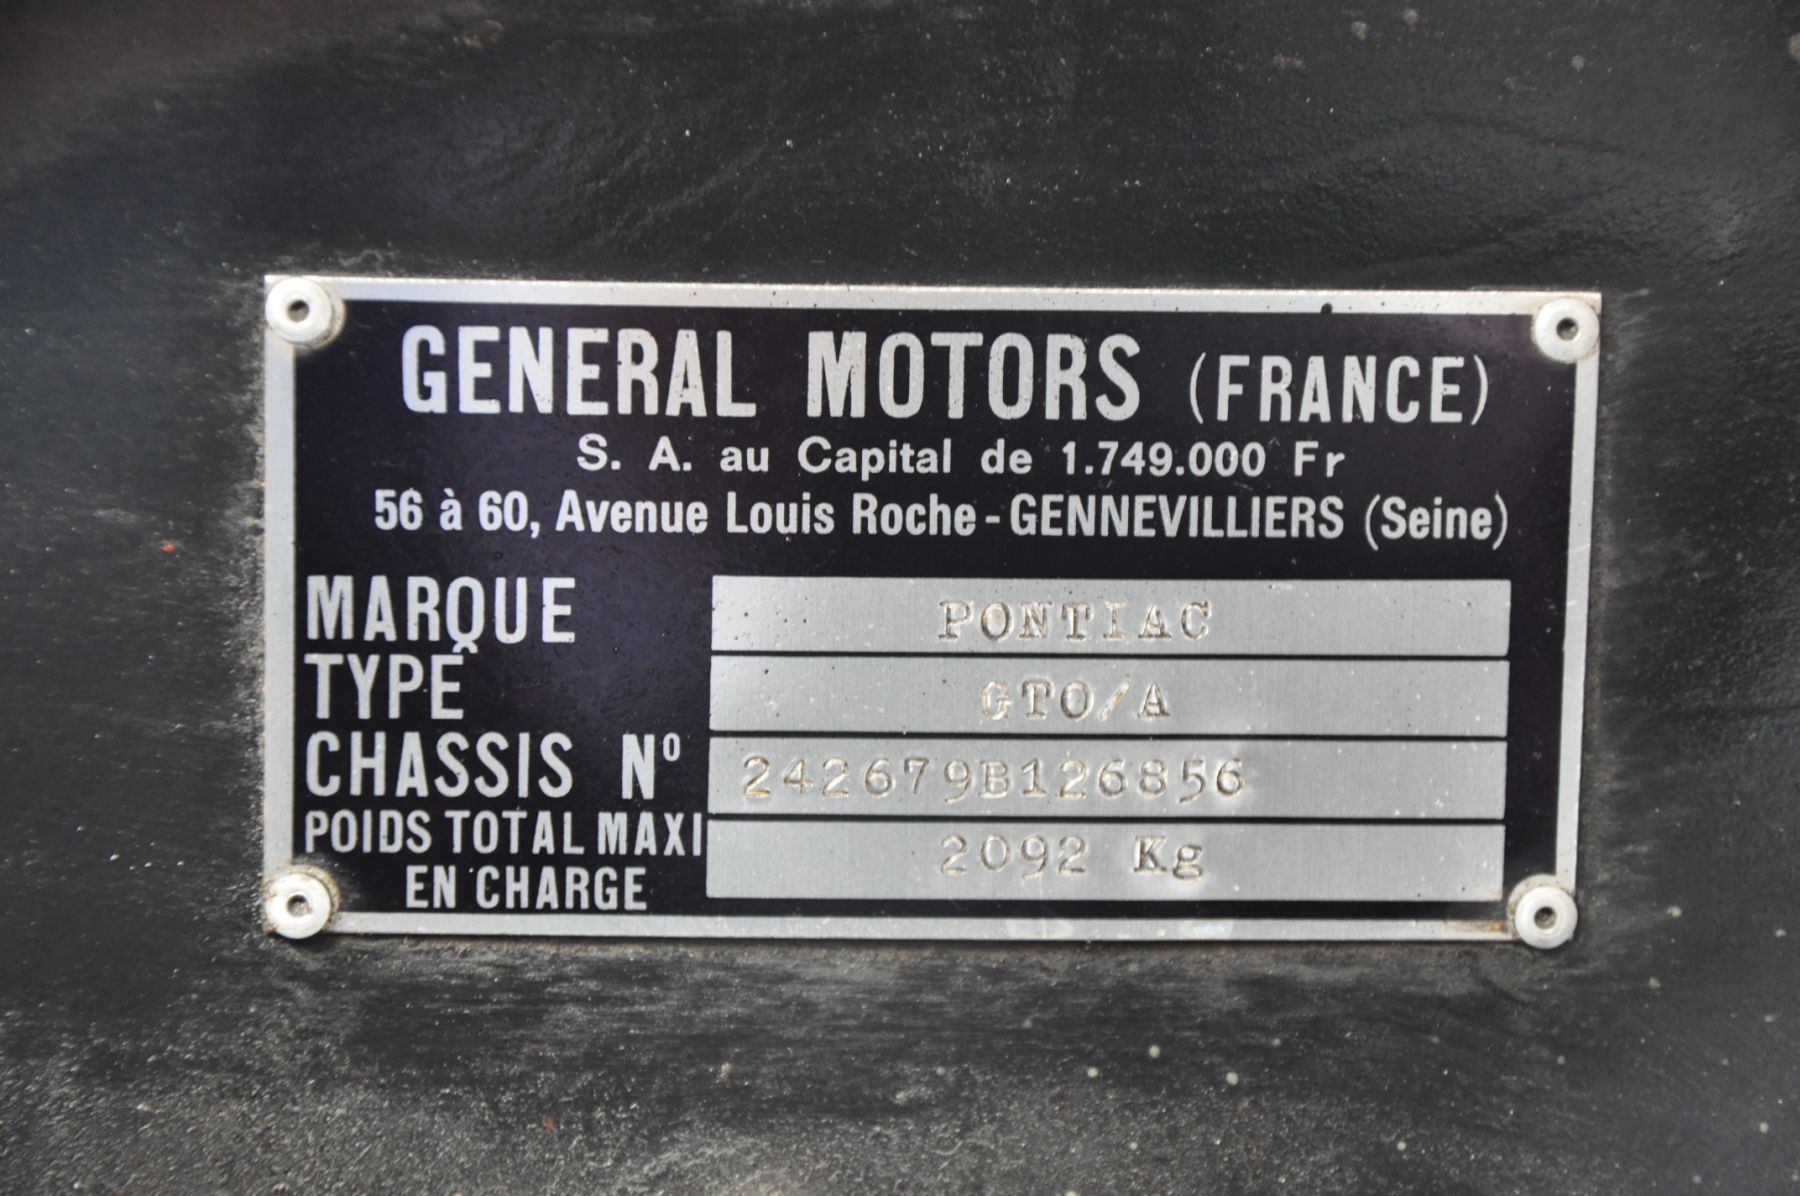 GENERAL MOTORS (FRANCE)
S. A. au Capital de 1.749.000 Fr
56 à 60, Avenue Louis Roche - GENNEVILLIERS (Seine)
MARQUE PONTIAC
TYPE GTO/A
CHASSIS Nº 242679B126856
POIDS TOTAL MAXI
EN CHARGE 2092 Kg